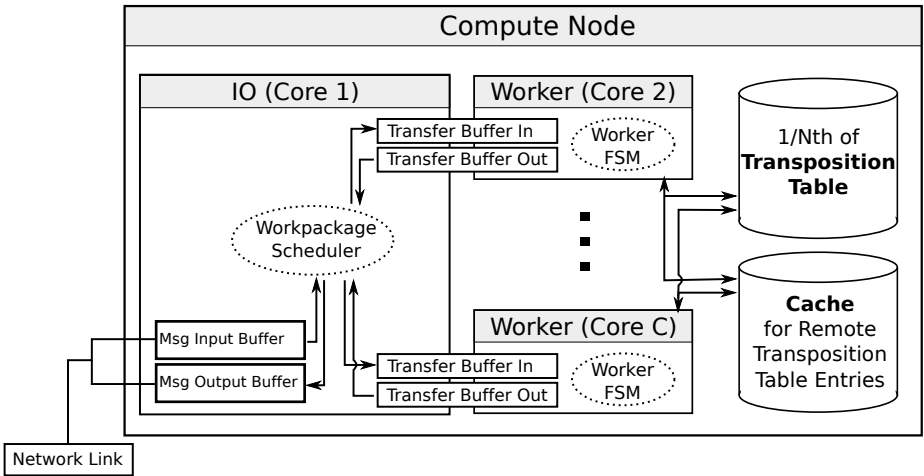 Compute Node
IO (Core 1)
Worker (Core 2)
Transfer Buffer In
Transfer Buffer Out
Worker
FSM
1/Nth of
Transposition
Table
Workpackage
Scheduler
Worker (Core C)
Cache
for Remote
Transposition
Table Entries
Msg Input Buffer
Msg Output Buffer
Transfer Buffer In
Transfer Buffer Out
Worker
FSM
Network Link